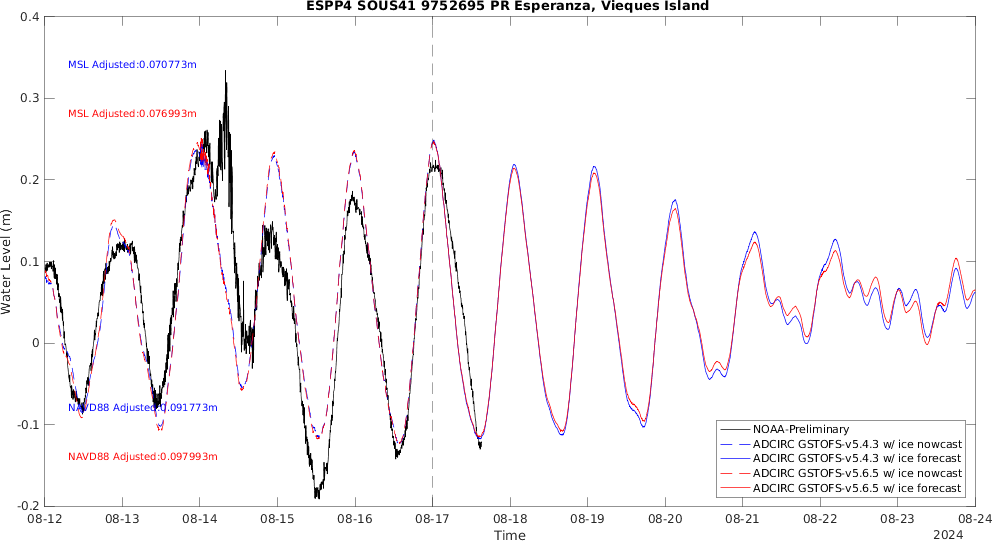 ESPP4 SOUS41 9752695 PR Esperanza, Vieques Island
0.4
0.3
0.2
0.1
0
-0.1
-0.2
Water Level (m)
MSL Adjusted:0.070773m
MSL Adjusted:0.076993m
NAVD88 Adjusted:0.091773m
NAVD88 Adjusted:0.097993m
NOAA-Preliminary
ADCIRC GSTOFS-v5.4.3 w/ ice nowcast
ADCIRC GSTOFS-v5.4.3 w/ ice forecast
ADCIRC GSTOFS-v5.6.5 w/ ice nowcast
ADCIRC GSTOFS-v5.6.5 w/ ice forecast
08-12 08-13 08-14 08-15 08-16 08-17 08-18 08-19 08-20 08-21 08-22 08-23 08-24
Time
2024